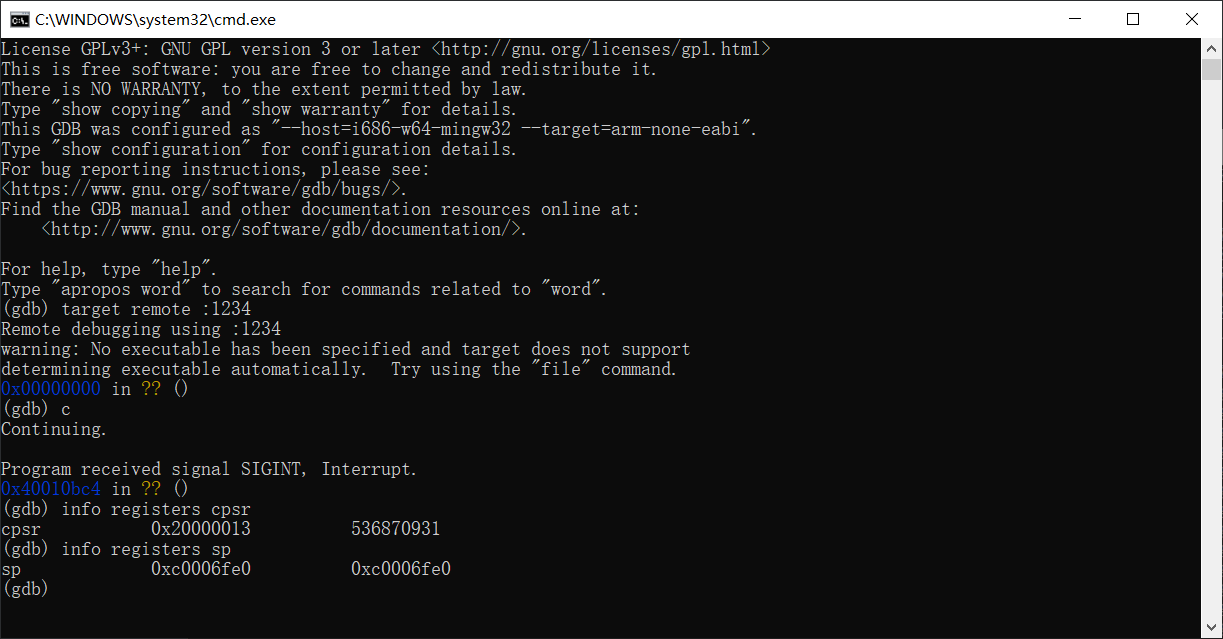 C:\WINDOWS\system32\cmd.exe
License GPLv3+: GNU GPL version 3 or later <http://gnu.org/licenses/gpl.html>
This is free software: you are free to change and redistribute it.
There is NO WARRANTY, to the extent permitted by law.
Type "show copying" and "show warranty" for details.
This GDB was configured as "--host=i686-w64-mingw32 --target=arm-none-eabi".
Type "show configuration" for configuration details.
For bug reporting instructions, please see:
<https://www.gnu.org/software/gdb/bugs/>.
Find the GDB manual and other documentation resources online at:
    <http://www.gnu.org/software/gdb/documentation/>.

For help, type "help".
Type "apropos word" to search for commands related to "word".
(gdb) target remote :1234
Remote debugging using :1234
warning: No executable has been specified and target does not support
determining executable automatically.  Try using the "file" command.
0x00000000 in ?? ()
(gdb) c
Continuing.

Program received signal SIGINT, Interrupt.
0x40010bc4 in ?? ()
(gdb) info registers cpsr
cpsr           0x20000013          536870931
(gdb) info registers sp
sp             0xc0006fe0          0xc0006fe0
(gdb)